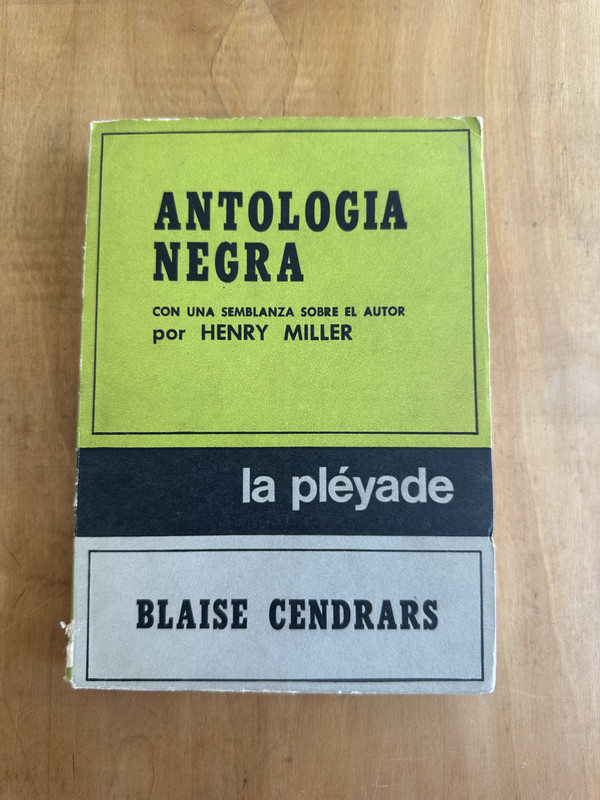 ANTOLOGIA
NEGRA
CON UNA SEMBLANZA SOBRE EL AUTOR
por HENRY MILLER
la pléyade
BLAISE CENDRARS